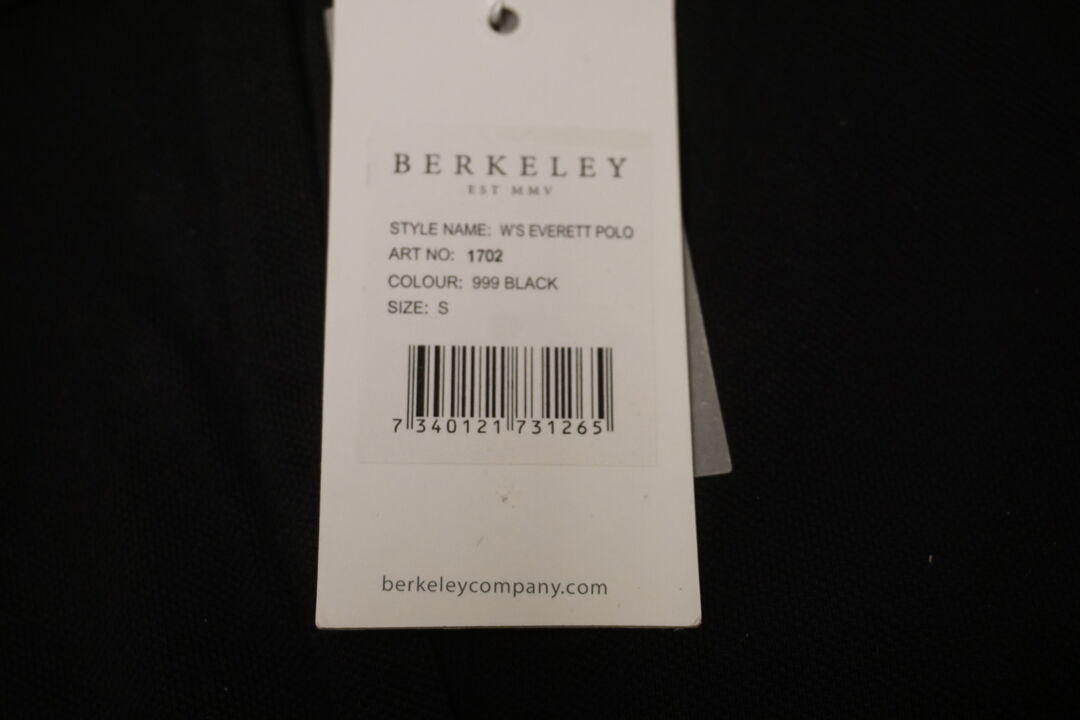 BERKELEY
EST MMV
STYLE NAME: W'S EVERETT POLO
ART NO: 1702
COLOUR: 999 BLACK
SIZE: S
7 340121 731265
berkeleycompany.com